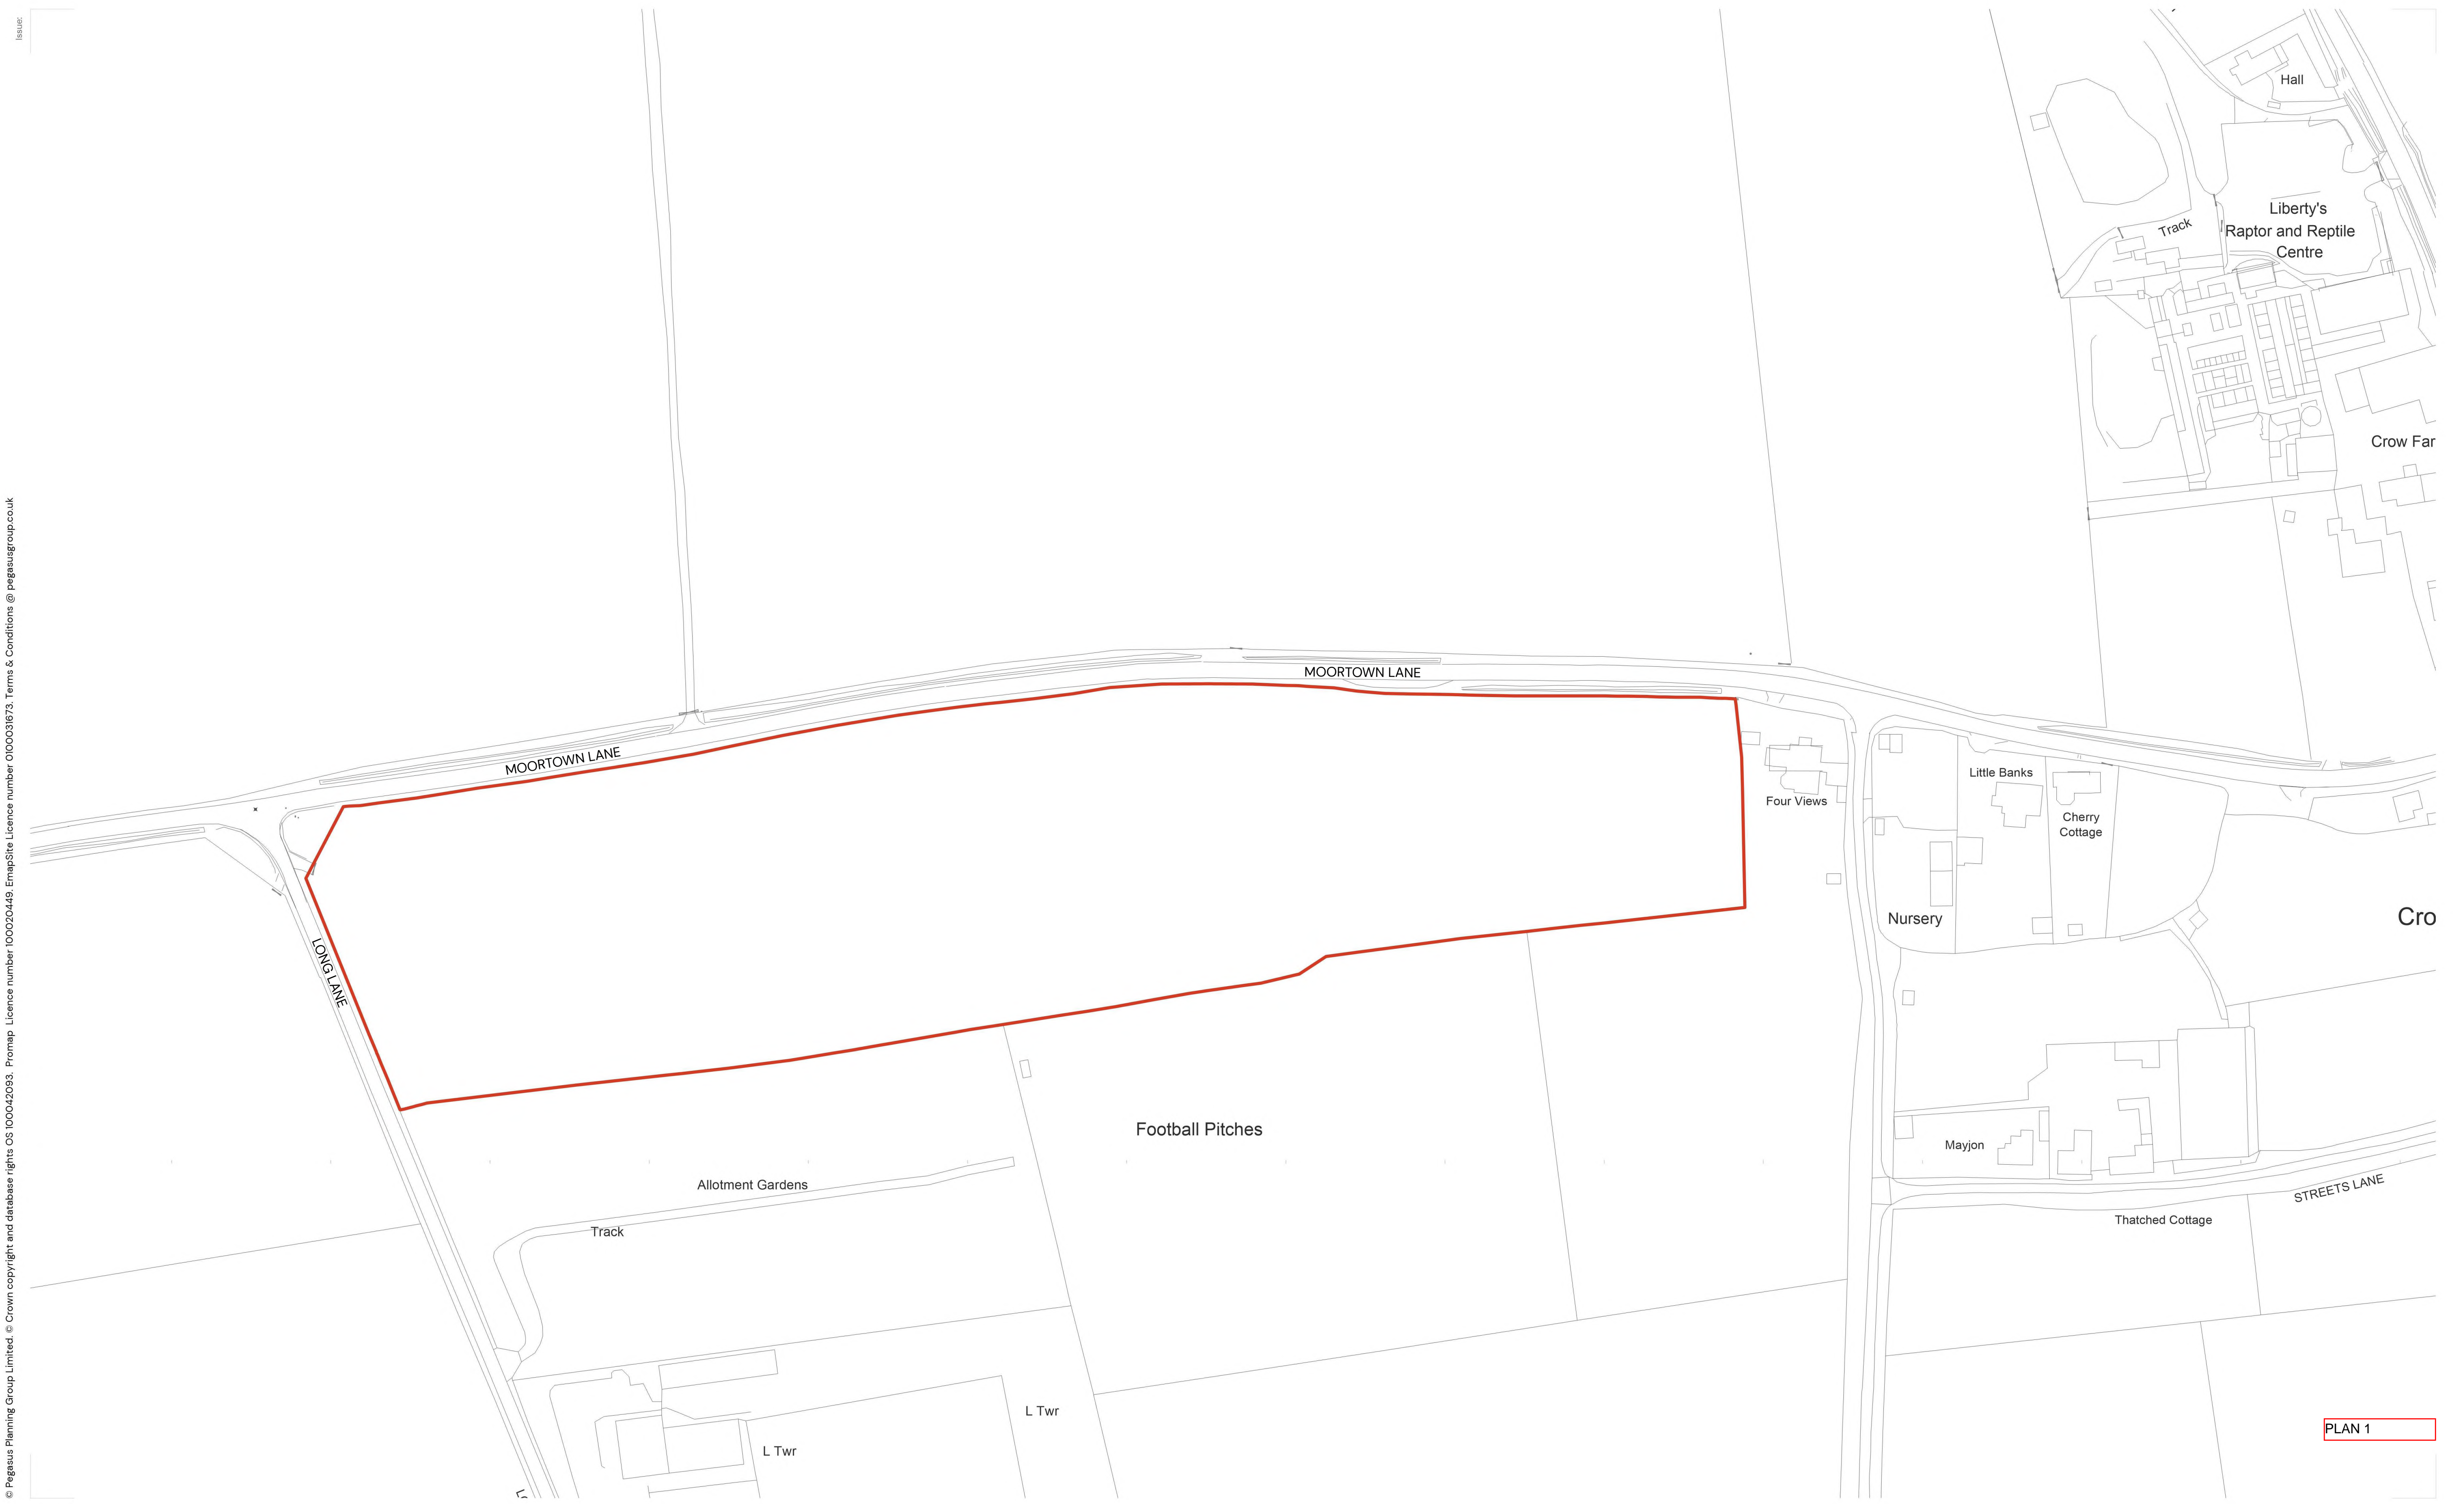 Issue:
Hall
Liberty's
Raptor and Reptile
Centre
Track
Crow Far
MOORTOWN LANE
MOORTOWN LANE
Four Views
Little Banks
Cherry
Cottage
Nursery
Cro
LONG LANE
Football Pitches
Mayjon
Allotment Gardens
STREETS LANE
Thatched Cottage
Track
L Twr
L Twr
PLAN 1
Lo
© Pegasus Planning Group Limited. © Crown copyright and database rights OS 100042093. Promap Licence number 100020449. EmapSite Licence number 0100031673. Terms & Conditions @ pegasusgroup.co.uk